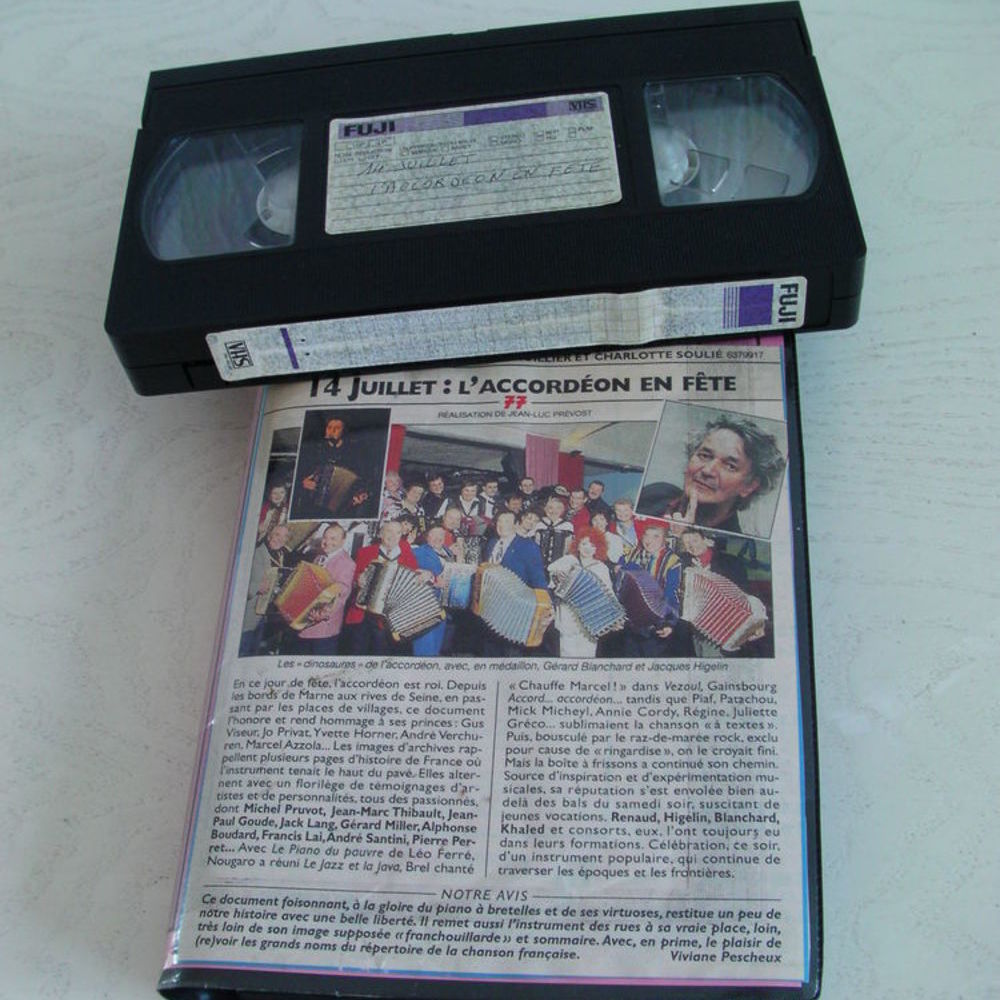 FUJI
VHS
14 JUILLET
L'ACCORDEON EN FETE
VHS
FUJI
ET CHARLOTTE SOULIÉ 6379917
14 JUILLET : L'ACCORDÉON EN FÊTE
77
RÉALISATION DE JEAN-LUC PRÉVOST
Les « dinosaures » de l'accordéon, avec, en médaillon, Gérard Blanchard et Jacques Higelin
En ce jour de fête, l'accordéon est roi. Depuis
les bords de Marne aux rives de Seine, en pas-
sant par les places de villages, ce document
l'honore et rend hommage à ses princes : Gus
Viseur, Jo Privat, Yvette Horner, André Verchu-
ren, Marcel Azzola... Les images d'archives rap-
pellent plusieurs pages d'histoire de France où
l'instrument tenait le haut du pavé. Elles alter-
nent avec un florilège de témoignages d'ar-
tistes et de personnalités, tous des passionnés,
dont Michel Pruvot, Jean-Marc Thibault, Jean-
Paul Goude, Jack Lang, Gérard Miller, Alphonse
Boudard, Francis Lai, André Santini, Pierre Per-
ret... Avec Le Piano du pauvre de Léo Ferré,
Nougaro a réuni Le Jazz et la Java, Brel chanté
« Chauffe Marcel ! » dans Vezoul, Gainsbourg
Accord... accordéon... tandis que Piaf, Patachou,
Mick Micheyl, Annie Cordy, Régine, Juliette
Gréco... sublimaient la chanson « à textes ».
Puis, bousculé par le raz-de-marée rock, exclu
pour cause de « ringardise », on le croyait fini.
Mais la boîte à frissons a continué son chemin.
Source d'inspiration et d'expérimentation mu-
sicales, sa réputation s'est envolée bien au-
delà des bals du samedi soir, suscitant de
jeunes vocations. Renaud, Higelin, Blanchard,
Khaled et consorts, eux, l'ont toujours eu
dans leurs formations. Célébration, ce soir,
d'un instrument populaire, qui continue de
traverser les époques et les frontières.
NOTRE AVIS
Ce document foisonnant, à la gloire du piano à bretelles et de ses virtuoses, restitue un peu de
notre histoire avec une belle liberté. Il remet aussi l'instrument des rues à sa vraie place, loin,
très loin de son image supposée « franchouillarde » et sommaire. Avec, en prime, le plaisir de
(re)voir les grands noms du répertoire de la chanson française. Viviane Pescheux